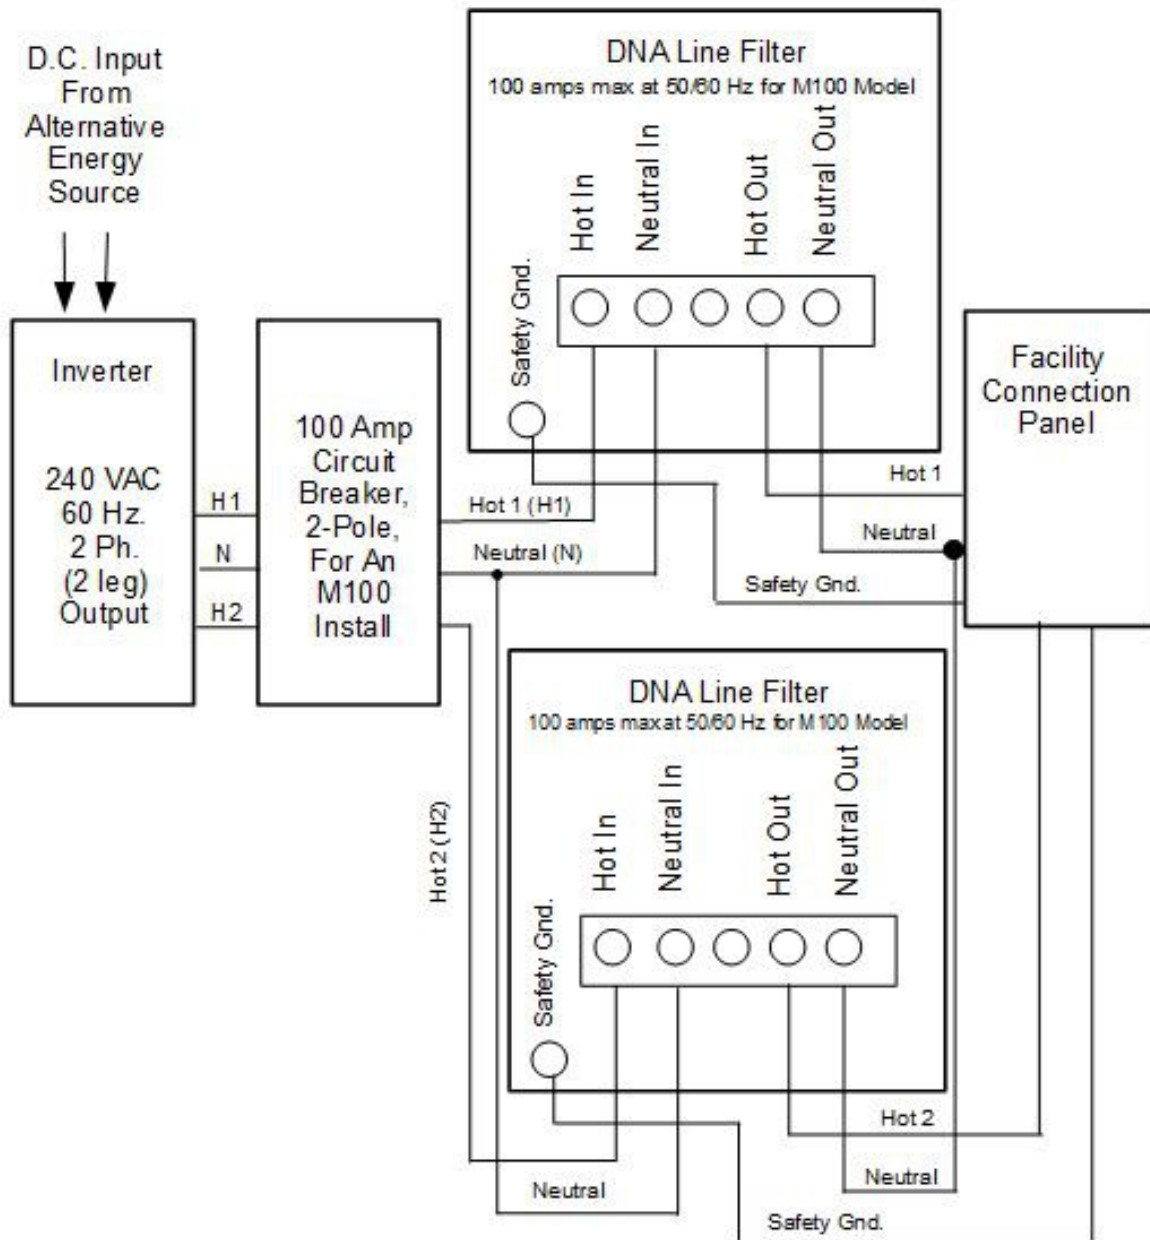 D.C. Input
From
Alternative
Energy
Source
Inverter
240 VAC
60 Hz.
2 Ph.
(2 leg)
Output
H1
N
H2
100 Amp
Circuit
Breaker,
2-Pole,
For An
M100
Install
DNA Line Filter
100 amps max at 50/60 Hz for M100 Model
Hot In
Neutral In
Hot Out
Neutral Out
Safety Gnd.
Hot 1 (H1)
Neutral (N)
Hot 1
Neutral
Safety Gnd.
Facility
Connection
Panel
DNA Line Filter
100 amps max at 50/60 Hz for M100 Model
Hot In
Neutral In
Hot Out
Neutral Out
Safety Gnd.
Hot 2 (H2)
Hot 2
Neutral
Neutral
Safety Gnd.